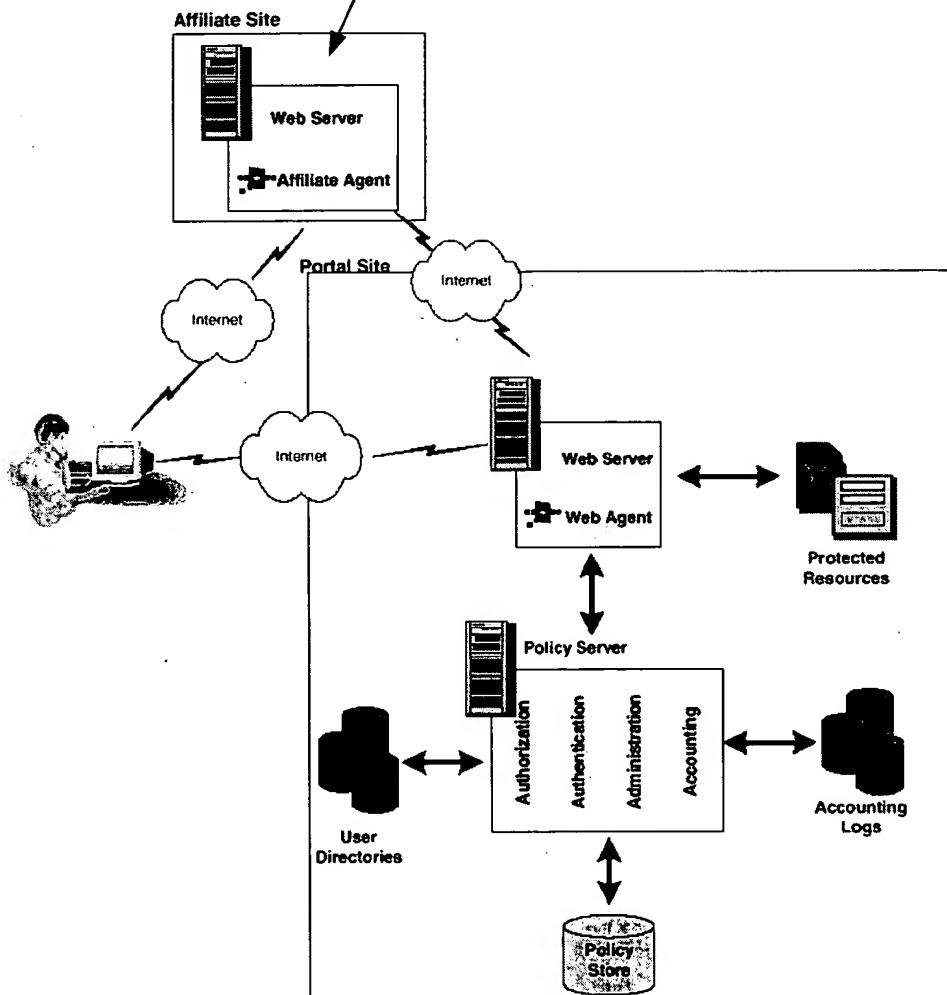 Affiliate Site
Web Server
Affiliate Agent
Portal Site
Internet
Internet
Internet
Web Server
Web Agent
Protected
Resources
Policy Server
Authorization
Authentication
Administration
Accounting
User
Directories
Accounting
Logs
Policy
Store